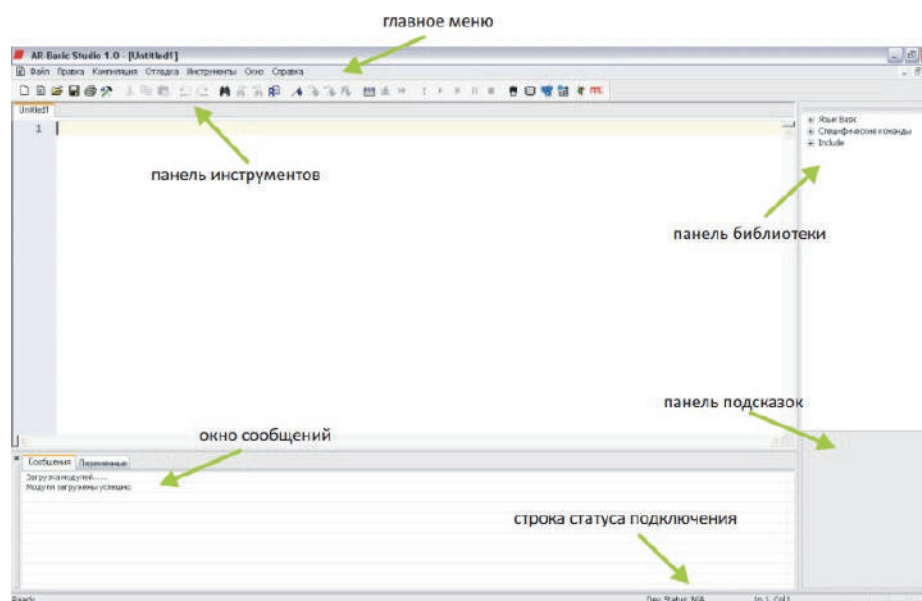 главное меню
AR-Basic Studio 1.0 - [Untitled1]
Файл Правка Компиляция Отладка Инструменты Окно Справка
Untitled1
1
Язык Basic
Специфические команды
Include
панель инструментов
панель библиотеки
панель подсказок
окно сообщений
Сообщения Переменные
Загрузка модулей......
Модули загружены успешно
строка статуса подключения
Ready
Dev. Status: N/A
Ln 1, Col 1